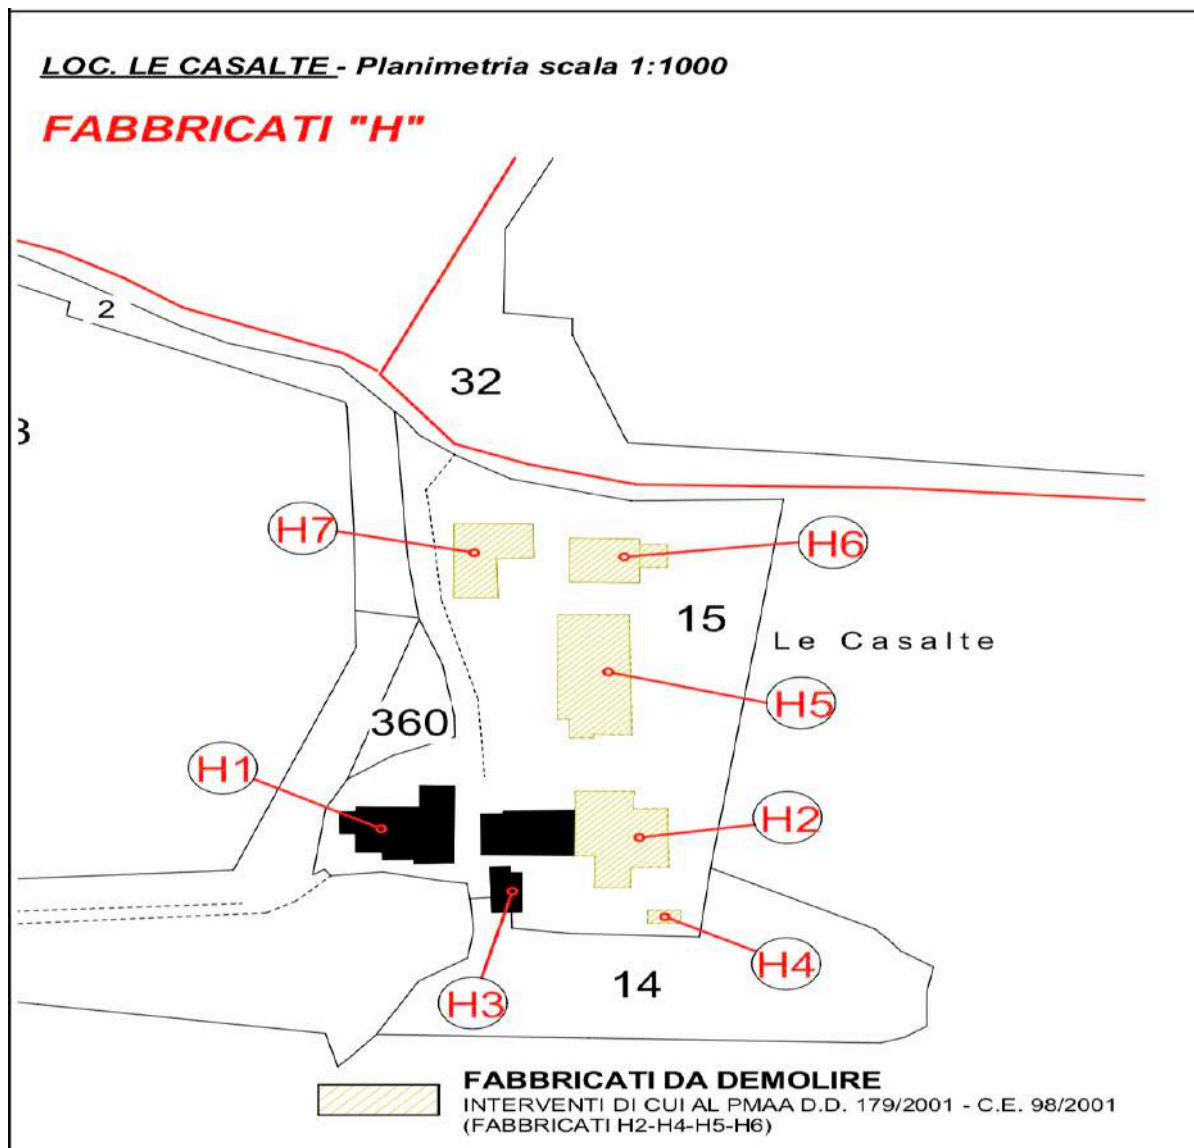 LOC. LE CASALTE - Planimetria scala 1:1000
FABBRICATI "H"
2
32
3
H7
H6
15
Le Casalte
H5
360
H1
H2
H4
14
H3
FABBRICATI DA DEMOLIRE
INTERVENTI DI CUI AL PMAA D.D. 179/2001 - C.E. 98/2001
(FABBRICATI H2-H4-H5-H6)